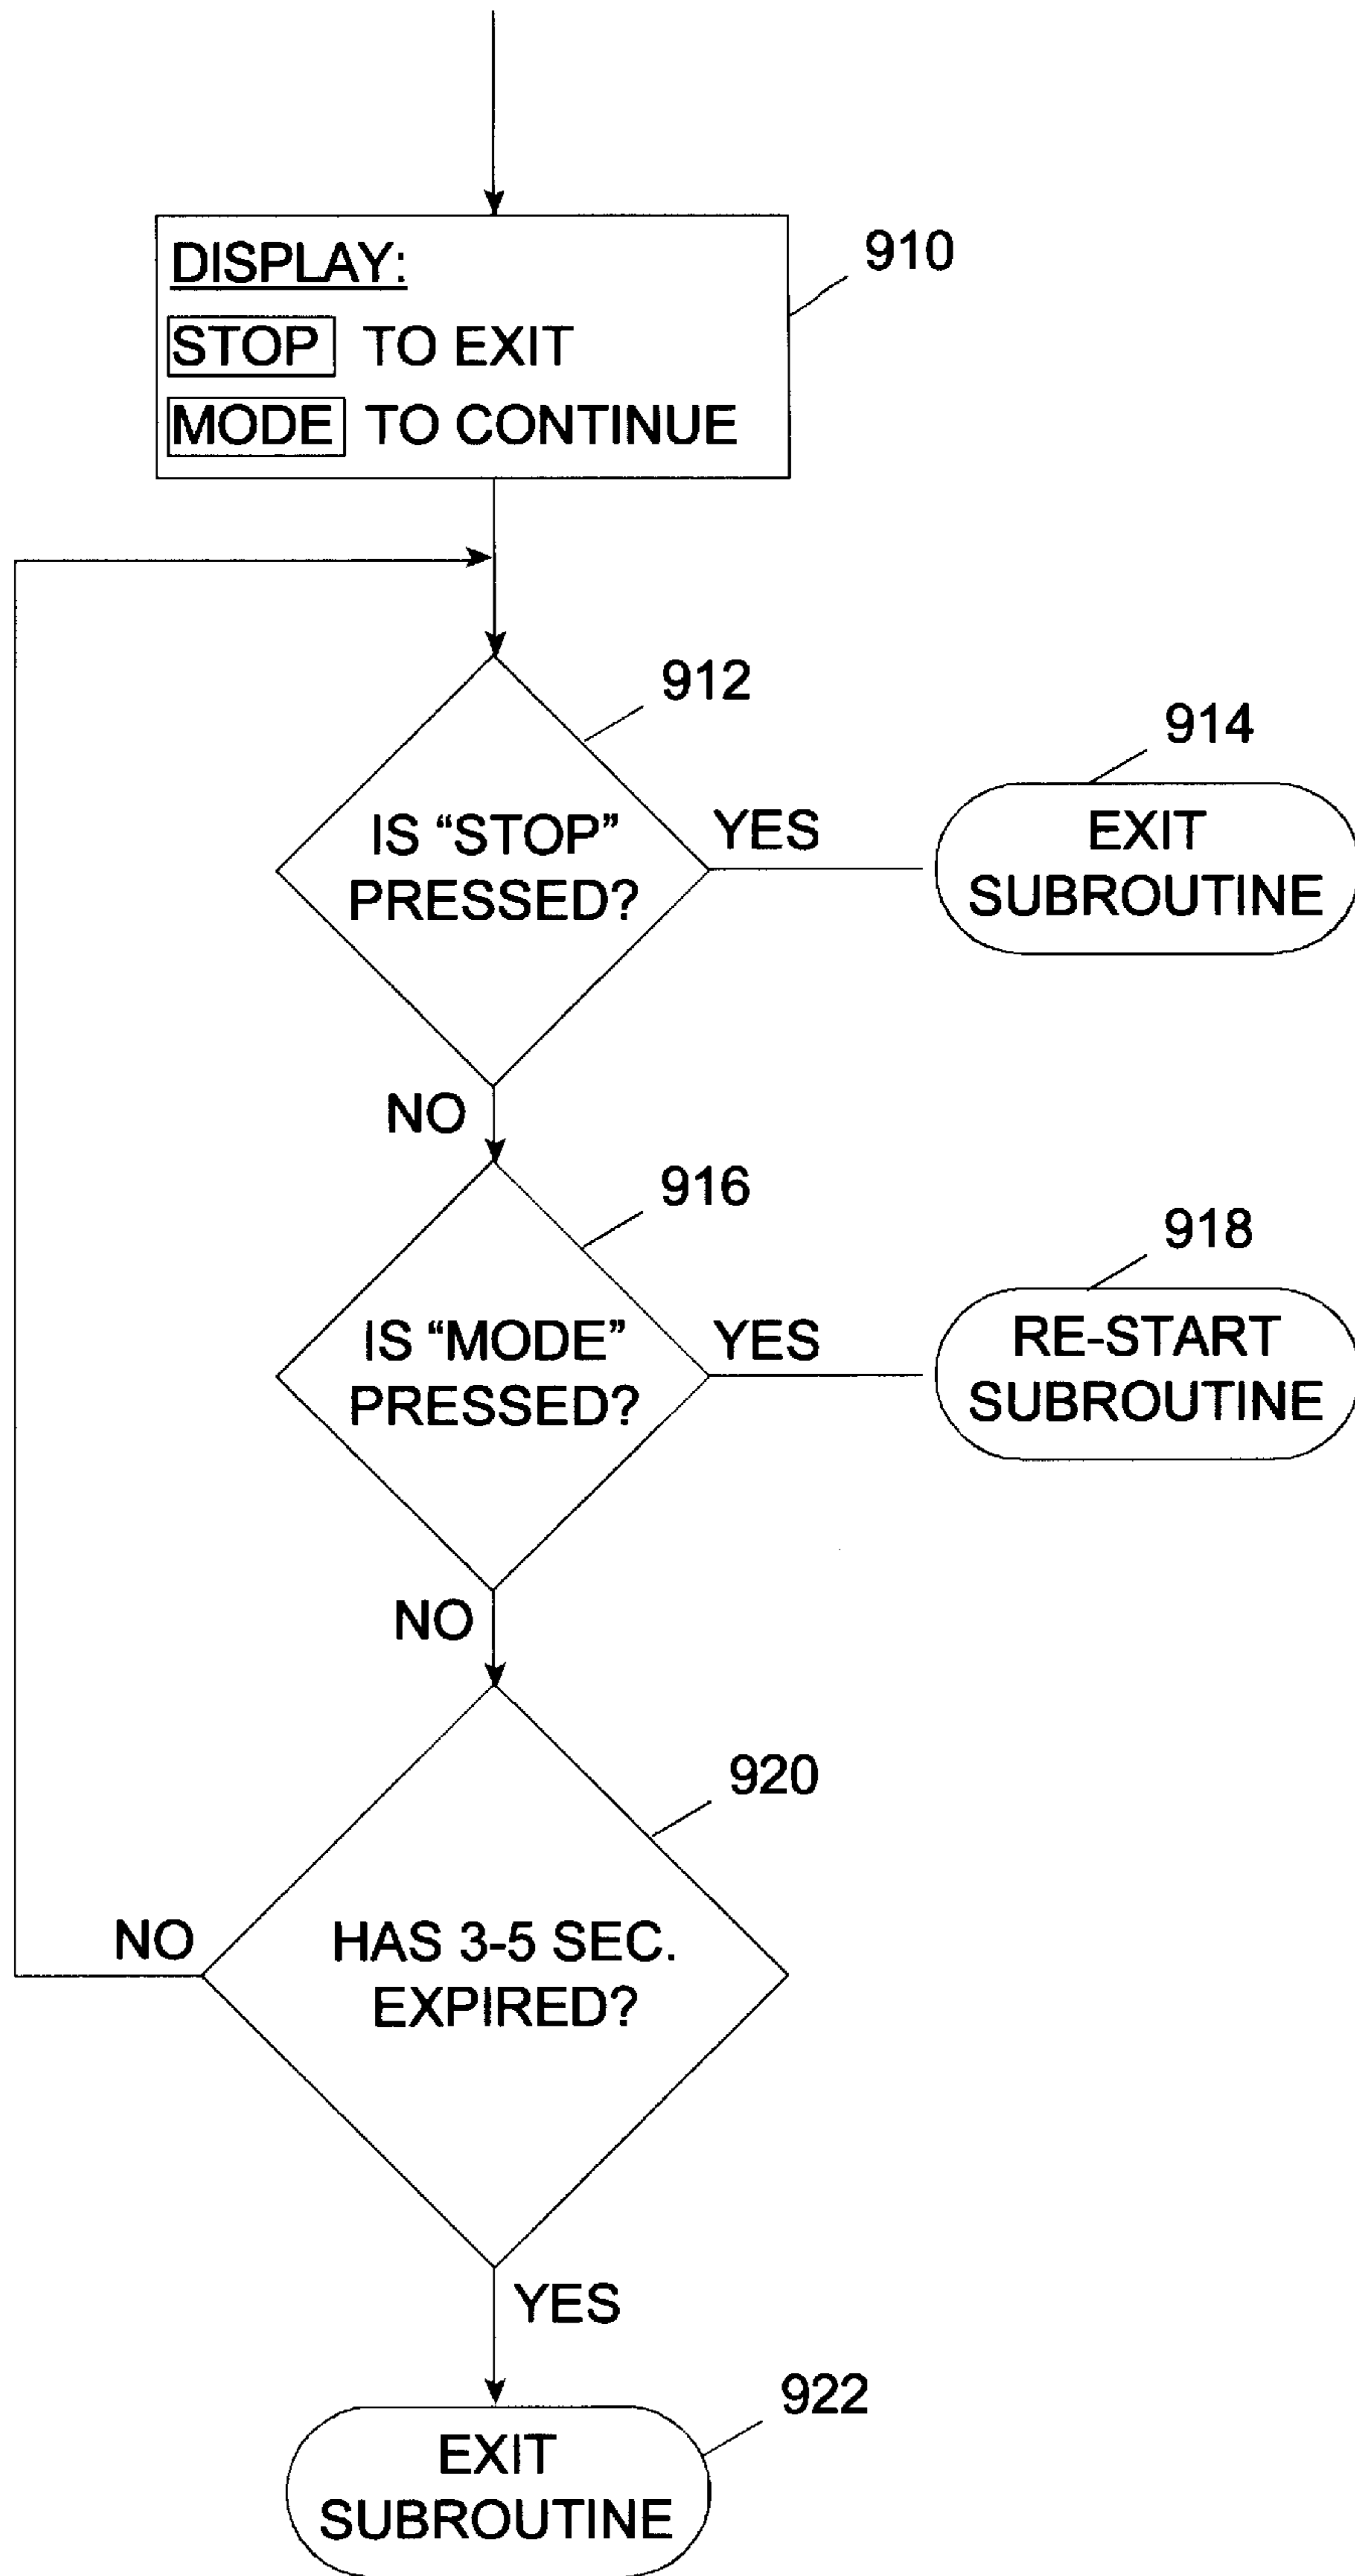 DISPLAY:
910
STOP TO EXIT
MODE TO CONTINUE
912
914
IS “STOP”
PRESSED?
YES
EXIT
SUBROUTINE
NO
916
918
IS “MODE”
PRESSED?
YES
RE-START
SUBROUTINE
NO
920
NO
HAS 3-5 SEC.
EXPIRED?
YES
922
EXIT
SUBROUTINE